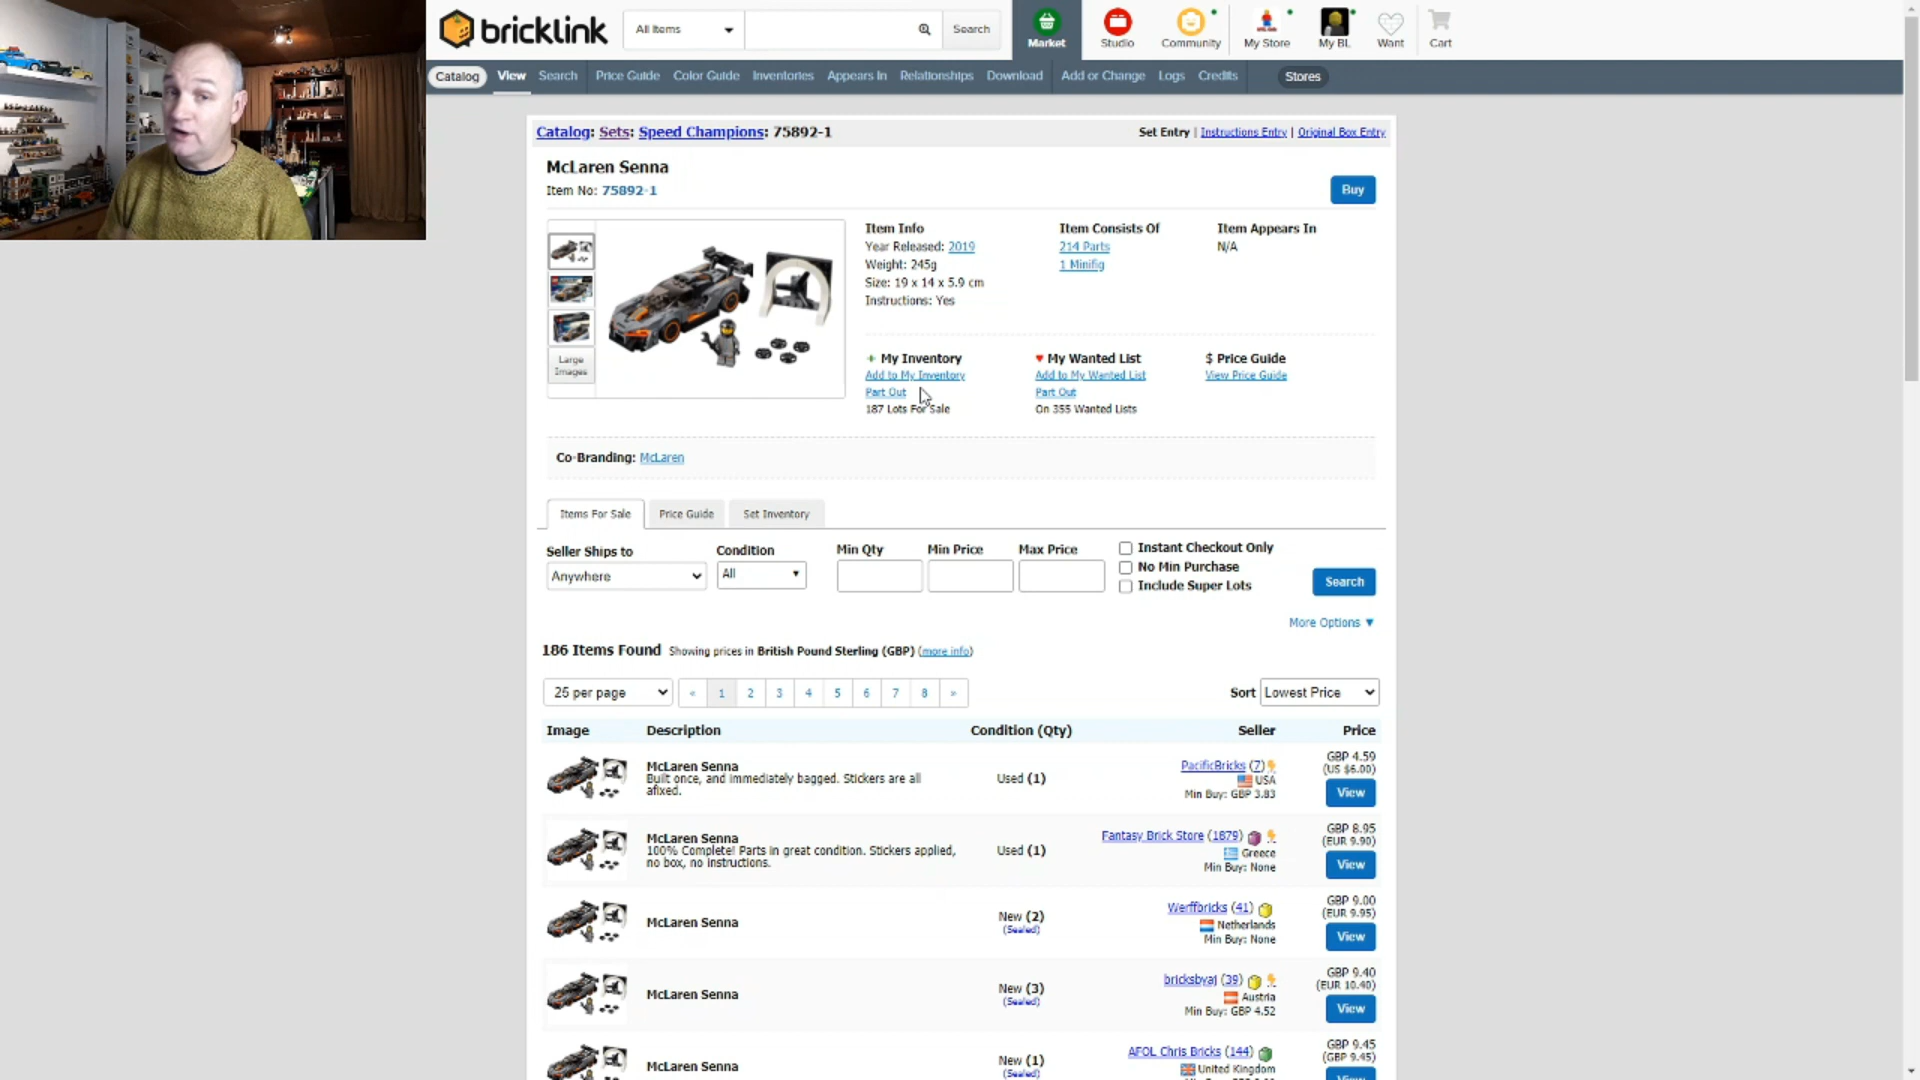 bricklink
All Items
Search
Market
Studio
Community
My Store
My BL
Want
Cart
Catalog
View
Search
Price Guide
Color Guide
Inventories
Appears In
Relationships
Download
Add or Change
Logs
Credits
Stores
Catalog: Sets: Speed Champions: 75892-1
Set Entry | Instructions Entry | Original Box Entry
McLaren Senna
Item No: 75892-1
Buy
Large Images
Item Info
Year Released: 2019
Weight: 245g
Size: 19 x 14 x 5.9 cm
Instructions: Yes
Item Consists Of
214 Parts
1 Minifig
Item Appears In
N/A
+ My Inventory
Add to My Inventory
Part Out
187 Lots For Sale
♥ My Wanted List
Add to My Wanted List
Part Out
On 355 Wanted Lists
$ Price Guide
View Price Guide
Co-Branding: McLaren
Items For Sale
Price Guide
Set Inventory
Seller Ships to
Anywhere
Condition
All
Min Qty
Min Price
Max Price
Instant Checkout Only
No Min Purchase
Include Super Lots
Search
More Options ▼
186 Items Found Showing prices in British Pound Sterling (GBP) (more info)
25 per page
« 1 2 3 4 5 6 7 8 »
Sort Lowest Price
Image Description Condition (Qty) Seller Price
McLaren Senna
Built once, and immediately bagged. Stickers are all
afixed.
Used (1)
PacificBricks (7)
USA
Min Buy: GBP 3.83
GBP 4.59
(US $6.00)
View
McLaren Senna
100% Complete! Parts in great condition. Stickers applied,
no box, no instructions.
Used (1)
Fantasy Brick Store (1879)
Greece
Min Buy: None
GBP 8.95
(EUR 9.90)
View
McLaren Senna
New (2)
(Sealed)
Werffbricks (41)
Netherlands
Min Buy: None
GBP 9.00
(EUR 9.95)
View
McLaren Senna
New (3)
(Sealed)
bricksbyaj (39)
Austria
Min Buy: GBP 4.52
GBP 9.40
(EUR 10.40)
View
McLaren Senna
New (1)
(Sealed)
AFOL Chris Bricks (144)
United Kingdom
GBP 9.45
(GBP 9.45)